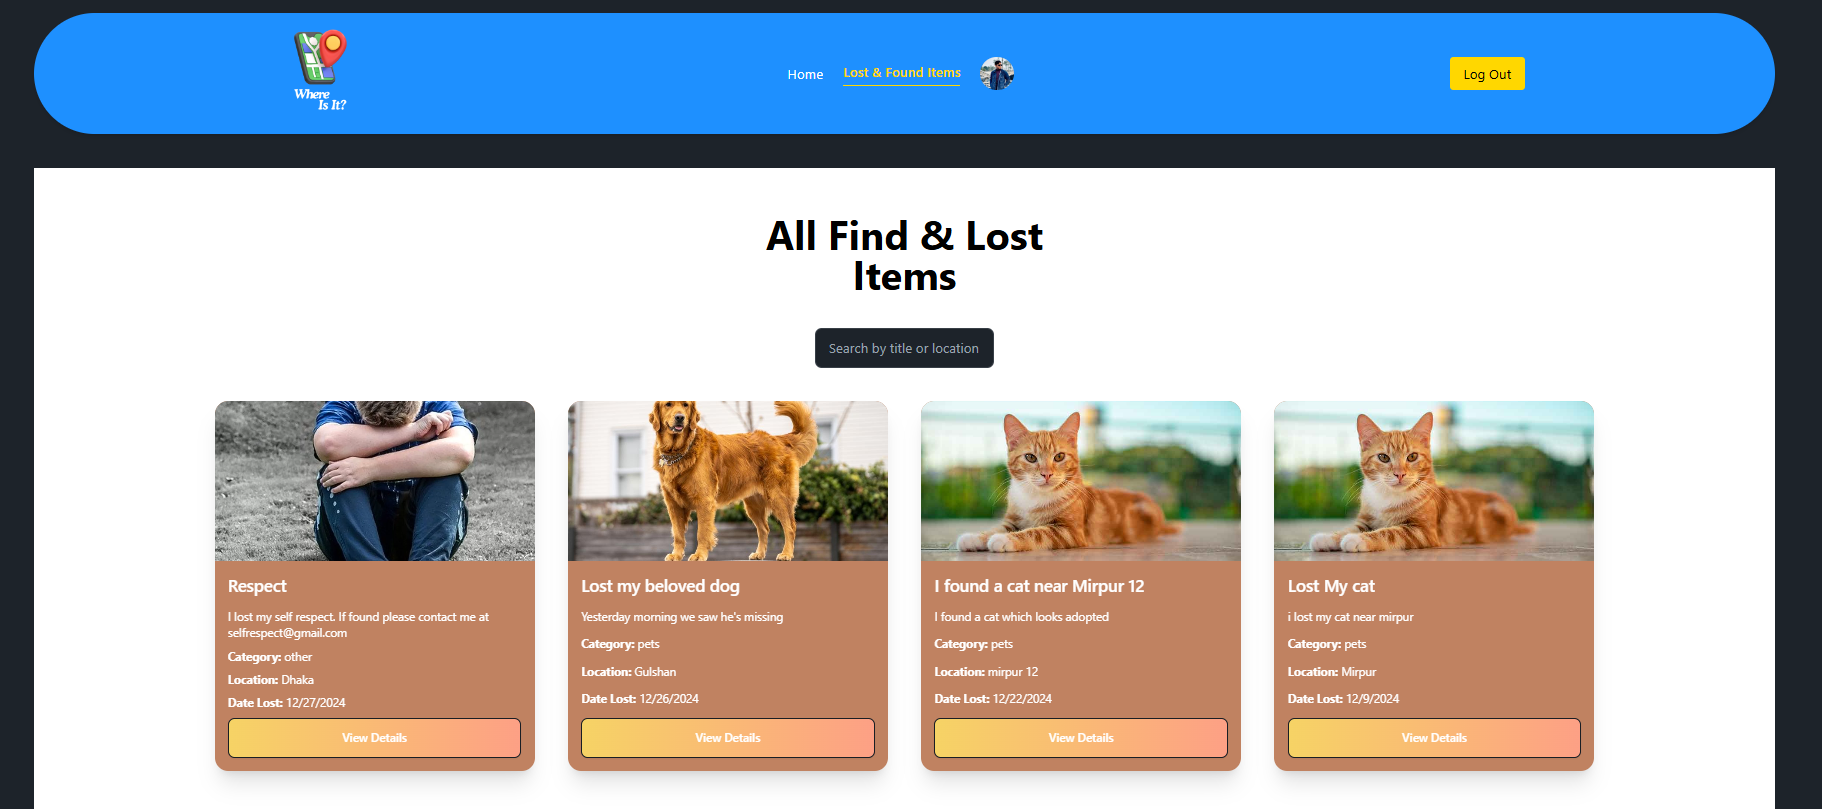 Where
Is It?
Home
Lost & Found Items
Log Out
All Find & Lost
Items
Search by title or location
Respect
I lost my self respect. If found please contact me at
selfrespect@gmail.com
Category: other
Location: Dhaka
Date Lost: 12/27/2024
View Details
Lost my beloved dog
Yesterday morning we saw he's missing
Category: pets
Location: Gulshan
Date Lost: 12/26/2024
View Details
I found a cat near Mirpur 12
I found a cat which looks adopted
Category: pets
Location: mirpur 12
Date Lost: 12/22/2024
View Details
Lost My cat
i lost my cat near mirpur
Category: pets
Location: Mirpur
Date Lost: 12/9/2024
View Details